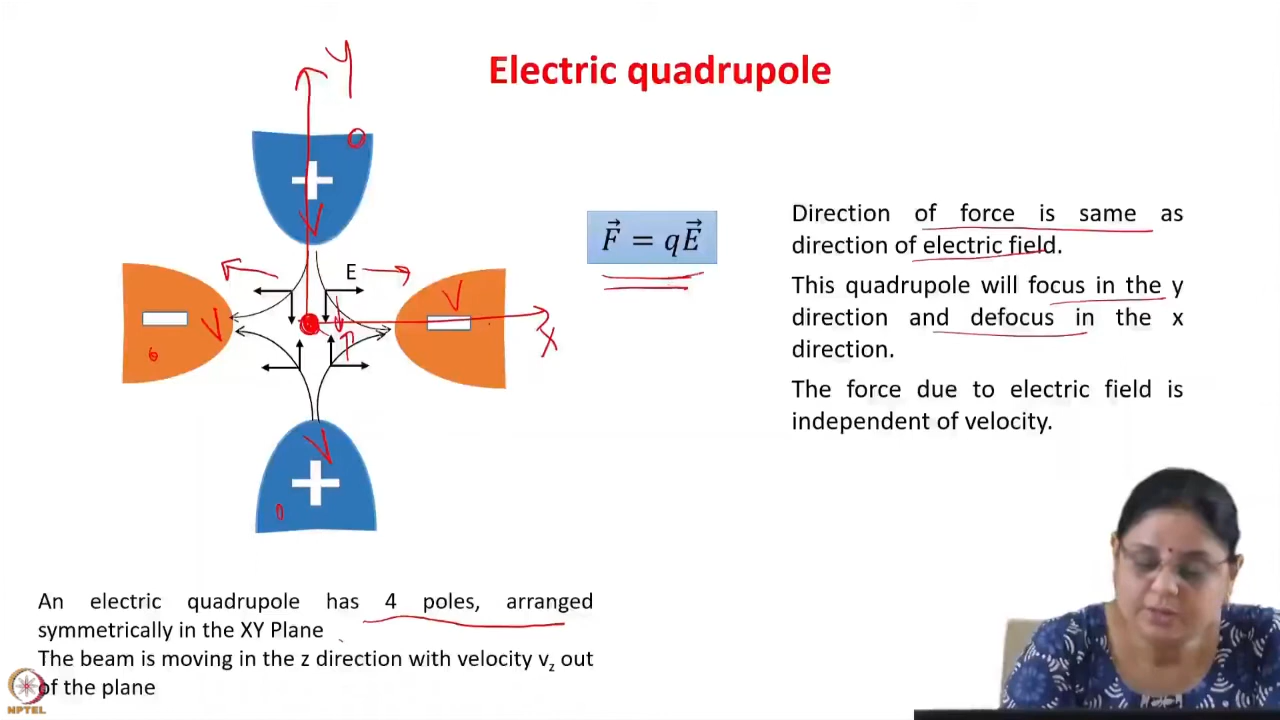 Electric quadrupole
Y
0
+
V
E
F⃗ = qE⃗
Direction of force is same as
direction of electric field.
This quadrupole will focus in the y
direction and defocus in the x
direction.
The force due to electric field is
independent of velocity.
−
V
V
−
X
V
+
An electric quadrupole has 4 poles, arranged
symmetrically in the XY Plane
The beam is moving in the z direction with velocity vz out
of the plane
NPTEL